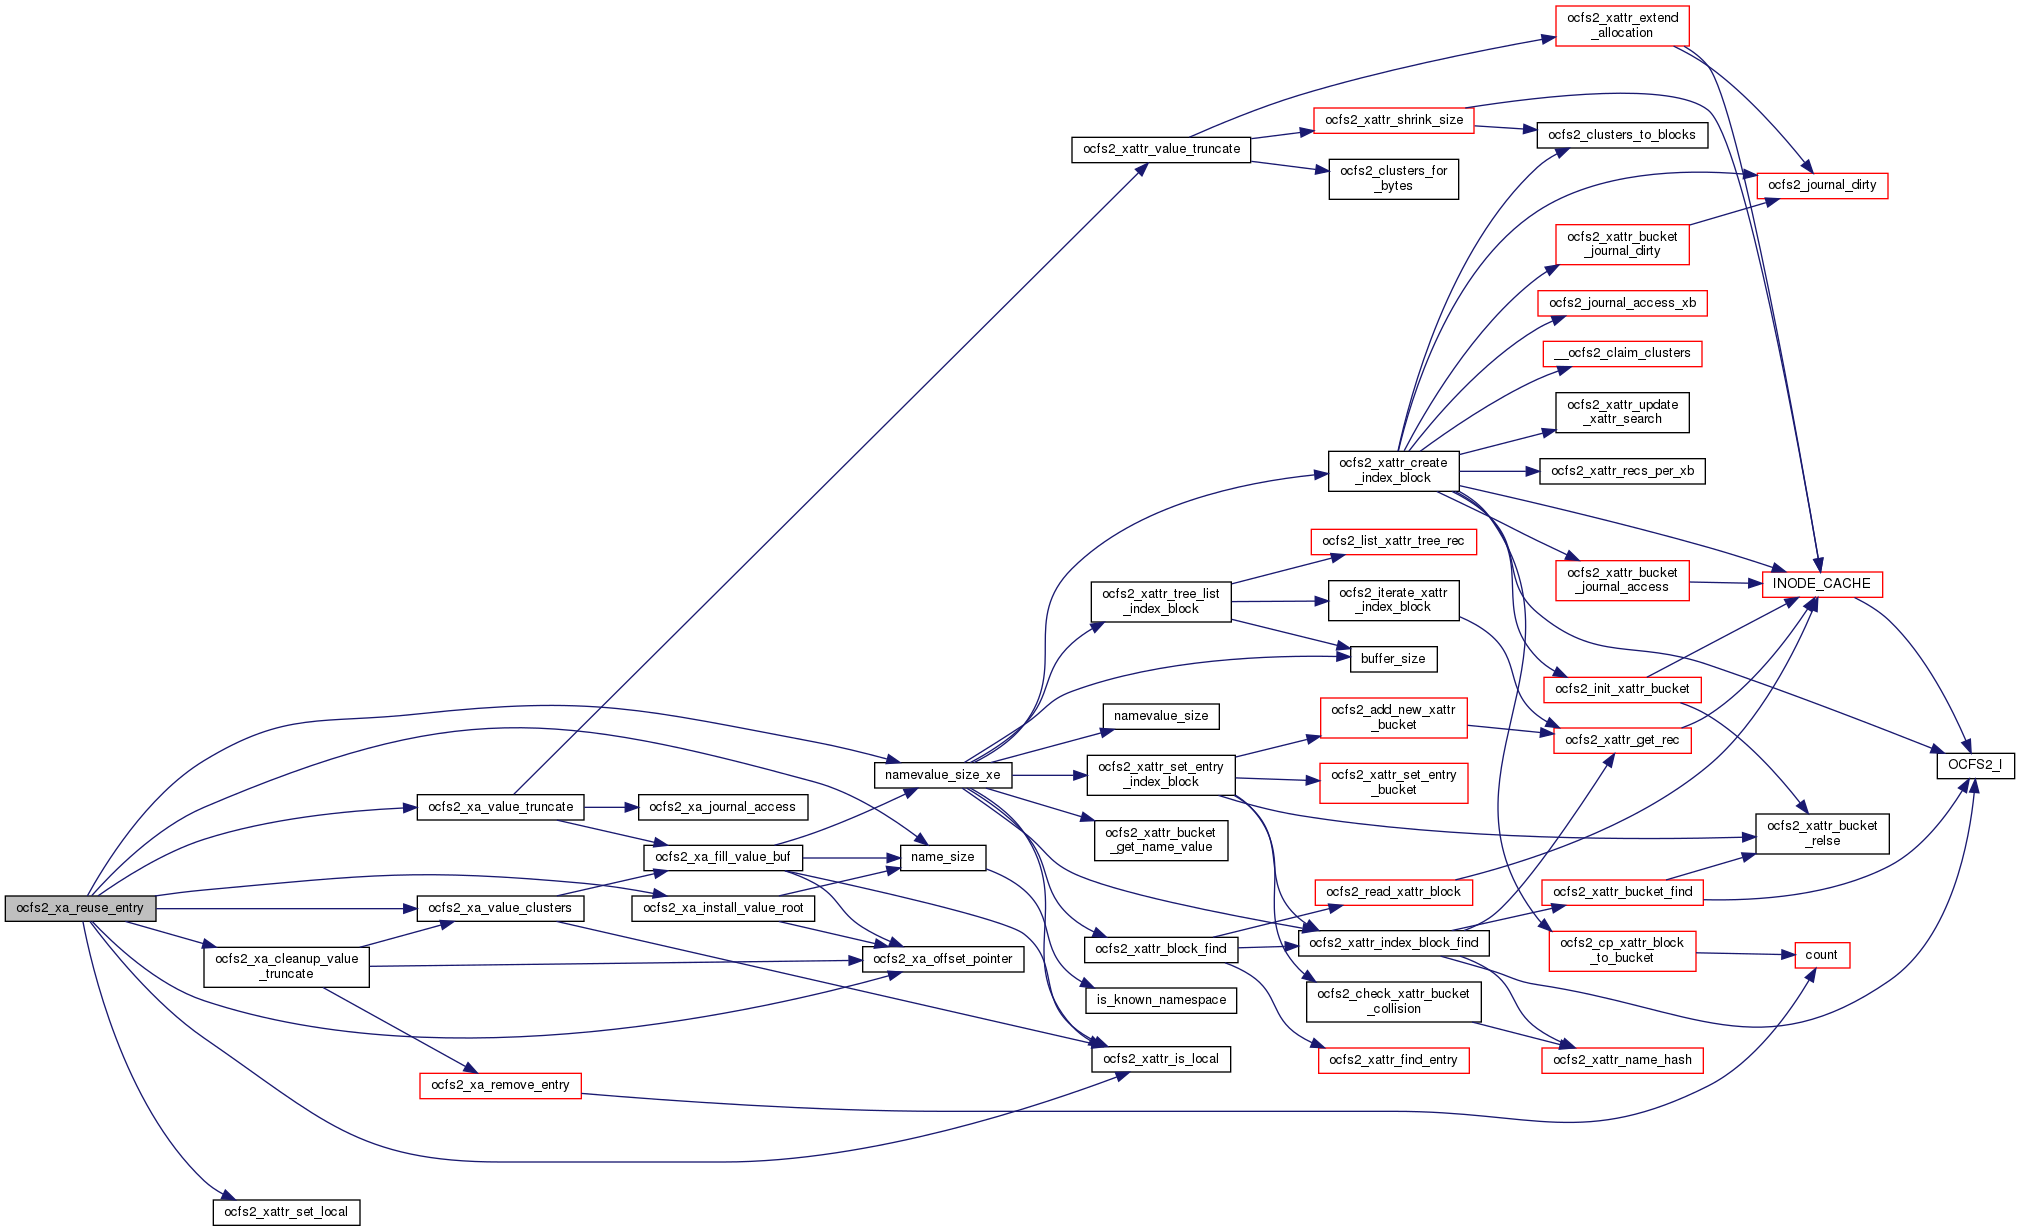 ocfs2_xattr_extend
_allocation
ocfs2_xattr_shrink_size
ocfs2_clusters_to_blocks
ocfs2_xattr_value_truncate
ocfs2_clusters_for
_bytes
ocfs2_journal_dirty
ocfs2_xattr_bucket
_journal_dirty
ocfs2_journal_access_xb
__ocfs2_claim_clusters
ocfs2_xattr_update
_xattr_search
ocfs2_xattr_create
_index_block
ocfs2_xattr_recs_per_xb
ocfs2_list_xattr_tree_rec
ocfs2_xattr_bucket
_journal_access
INODE_CACHE
ocfs2_xattr_tree_list
_index_block
ocfs2_iterate_xattr
_index_block
buffer_size
ocfs2_init_xattr_bucket
namevalue_size
ocfs2_add_new_xattr
_bucket
ocfs2_xattr_get_rec
OCFS2_I
namevalue_size_xe
ocfs2_xattr_set_entry
_index_block
ocfs2_xattr_set_entry
_bucket
ocfs2_xa_value_truncate
ocfs2_xa_journal_access
ocfs2_xattr_bucket
_get_name_value
ocfs2_xattr_bucket
_relse
ocfs2_xa_fill_value_buf
name_size
ocfs2_read_xattr_block
ocfs2_xattr_bucket_find
ocfs2_xa_reuse_entry
ocfs2_xa_value_clusters
ocfs2_xa_install_value_root
ocfs2_xattr_block_find
ocfs2_xattr_index_block_find
ocfs2_cp_xattr_block
_to_bucket
count
ocfs2_xa_cleanup_value
_truncate
ocfs2_xa_offset_pointer
is_known_namespace
ocfs2_check_xattr_bucket
_collision
ocfs2_xattr_is_local
ocfs2_xattr_find_entry
ocfs2_xattr_name_hash
ocfs2_xa_remove_entry
ocfs2_xattr_set_local